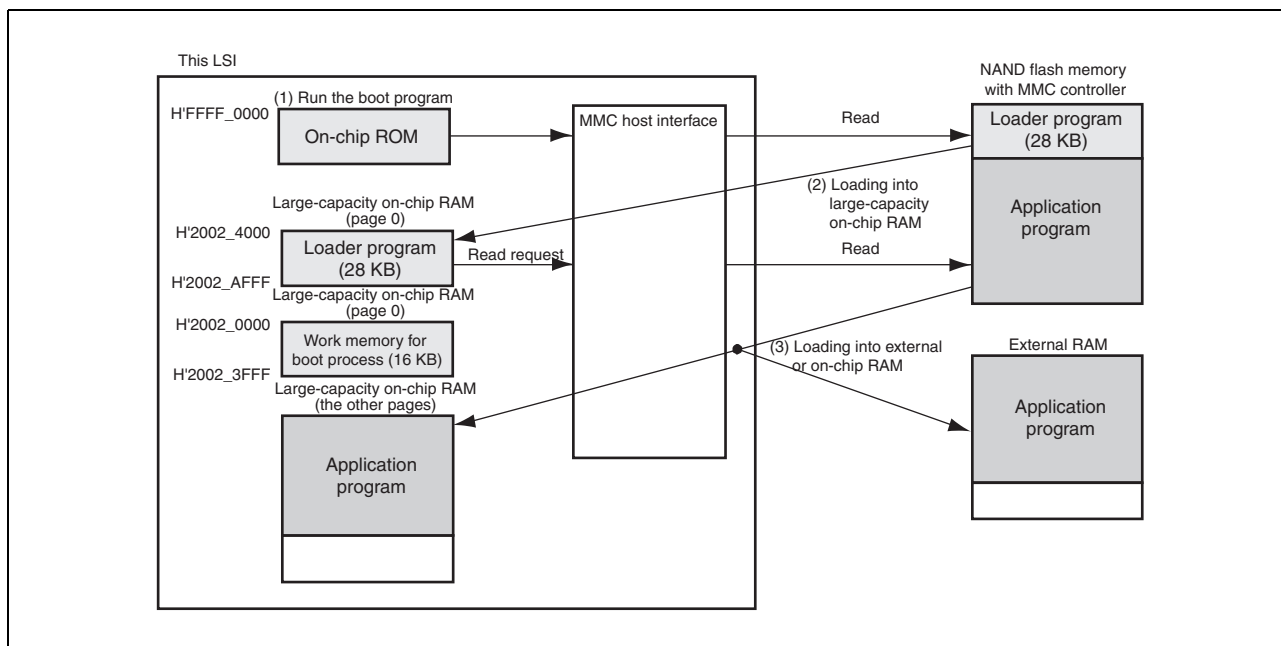 This LSI
(1) Run the boot program
H'FFFF_0000
On-chip ROM
MMC host interface
Read
NAND flash memory
with MMC controller
Loader program
(28 KB)
Application
program
(2) Loading into
large-capacity
on-chip RAM
Large-capacity on-chip RAM
(page 0)
H'2002_4000
Loader program
(28 KB)
Read request
Read
H'2002_AFFF
Large-capacity on-chip RAM
(page 0)
H'2002_0000
Work memory for
boot process (16 KB)
H'2002_3FFF
(3) Loading into external
or on-chip RAM
External RAM
Application
program
Large-capacity on-chip RAM
(the other pages)
Application
program